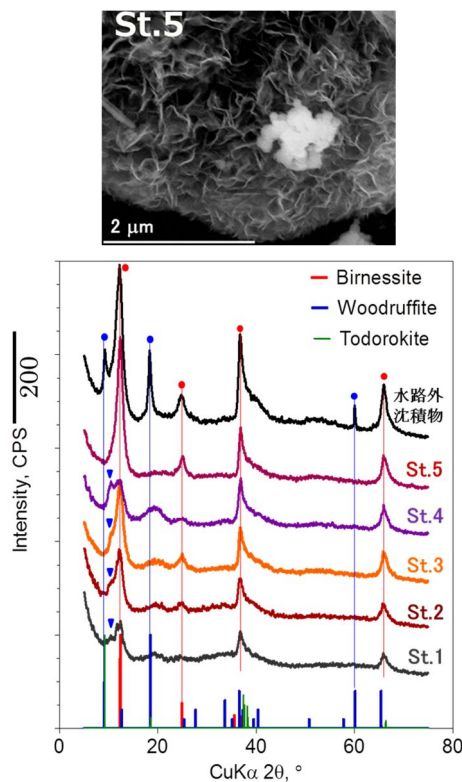 St.5
2 μm
Birnessite
Woodruffite
Todorokite
200
水路外
沈積物
St.5
St.4
St.3
St.2
St.1
Intensity, CPS
0
20
40
60
80
CuKα 2θ, °